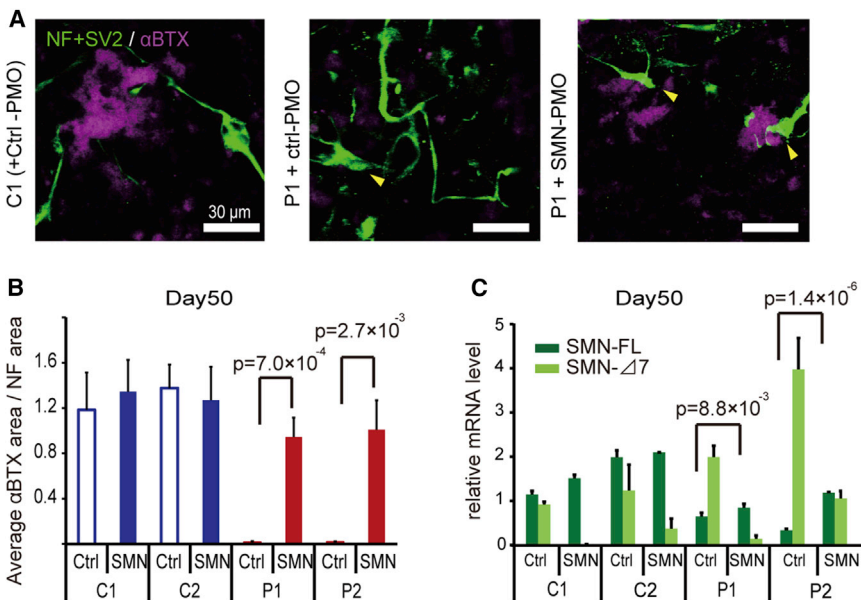 A
NF+SV2 / αBTX
C1 (+Ctrl -PMO)
30 μm
P1 + ctrl-PMO
P1 + SMN-PMO
B
Day50
Average αBTX area / NF area
1.6
1.2
0.8
0.4
p=7.0×10⁻⁴
p=2.7×10⁻³
Ctrl SMN Ctrl SMN Ctrl SMN Ctrl SMN
C1 C2 P1 P2
C
Day50
relative mRNA level
5
4
3
2
1
0
SMN-FL
SMN-⊿7
p=8.8×10⁻³
p=1.4×10⁻⁶
Ctrl SMN Ctrl SMN Ctrl SMN Ctrl SMN
C1 C2 P1 P2